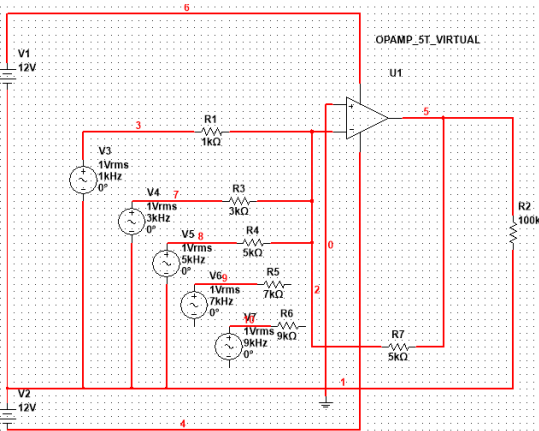 6
OPAMP_5T_VIRTUAL
V1
12V
U1
+
−
5
3
R1
1kΩ
V3
1Vrms
1kHz
0°
V4
7
R3
3kΩ
1Vrms
3kHz
0°
R2
100k
V5
8
R4
5kΩ
1Vrms
5kHz
0°
0
V6
9
R5
7kΩ
1Vrms
7kHz
0°
2
V7
10
R6
9kΩ
1Vrms
9kHz
0°
R7
5kΩ
1
V2
12V
4